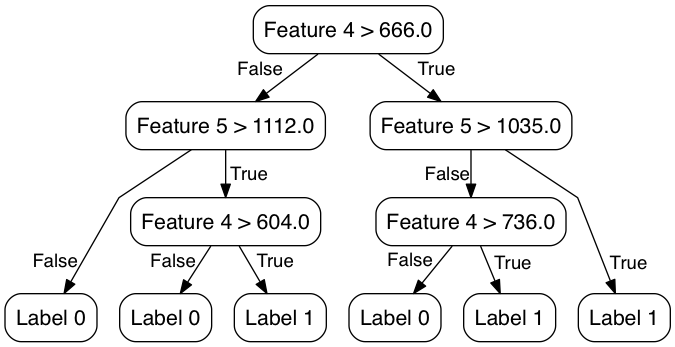 Feature 4 > 666.0
False
True
Feature 5 > 1112.0
Feature 5 > 1035.0
True
False
Feature 4 > 604.0
Feature 4 > 736.0
False
False
True
False
True
True
Label 0
Label 0
Label 1
Label 0
Label 1
Label 1